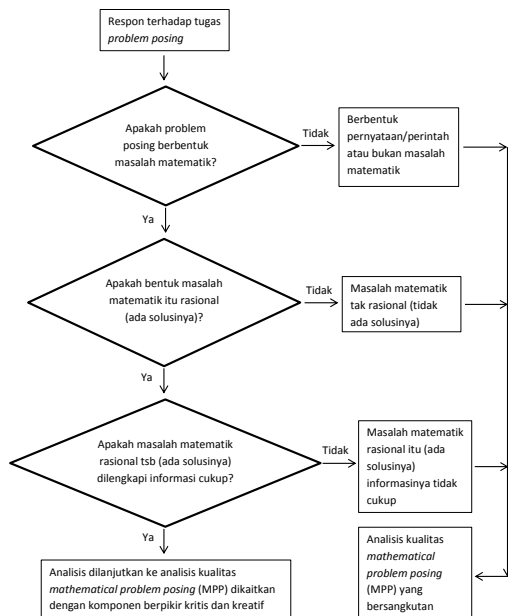 Respon terhadap tugas
problem posing
Apakah problem
posing berbentuk
masalah matematik?
Tidak
Berbentuk
pernyataan/perintah
atau bukan masalah
matematik
Ya
Apakah bentuk masalah
matematik itu rasional
(ada solusinya)?
Tidak
Masalah matematik
tak rasional (tidak
ada solusinya)
Ya
Apakah masalah matematik
rasional tsb (ada solusinya)
dilengkapi informasi cukup?
Tidak
Masalah matematik
rasional itu (ada
solusinya)
informasinya tidak
cukup
Ya
Analisis dilanjutkan ke analisis kualitas
mathematical problem posing (MPP) dikaitkan
dengan komponen berpikir kritis dan kreatif
Analisis kualitas
mathematical
problem posing
(MPP) yang
bersangkutan